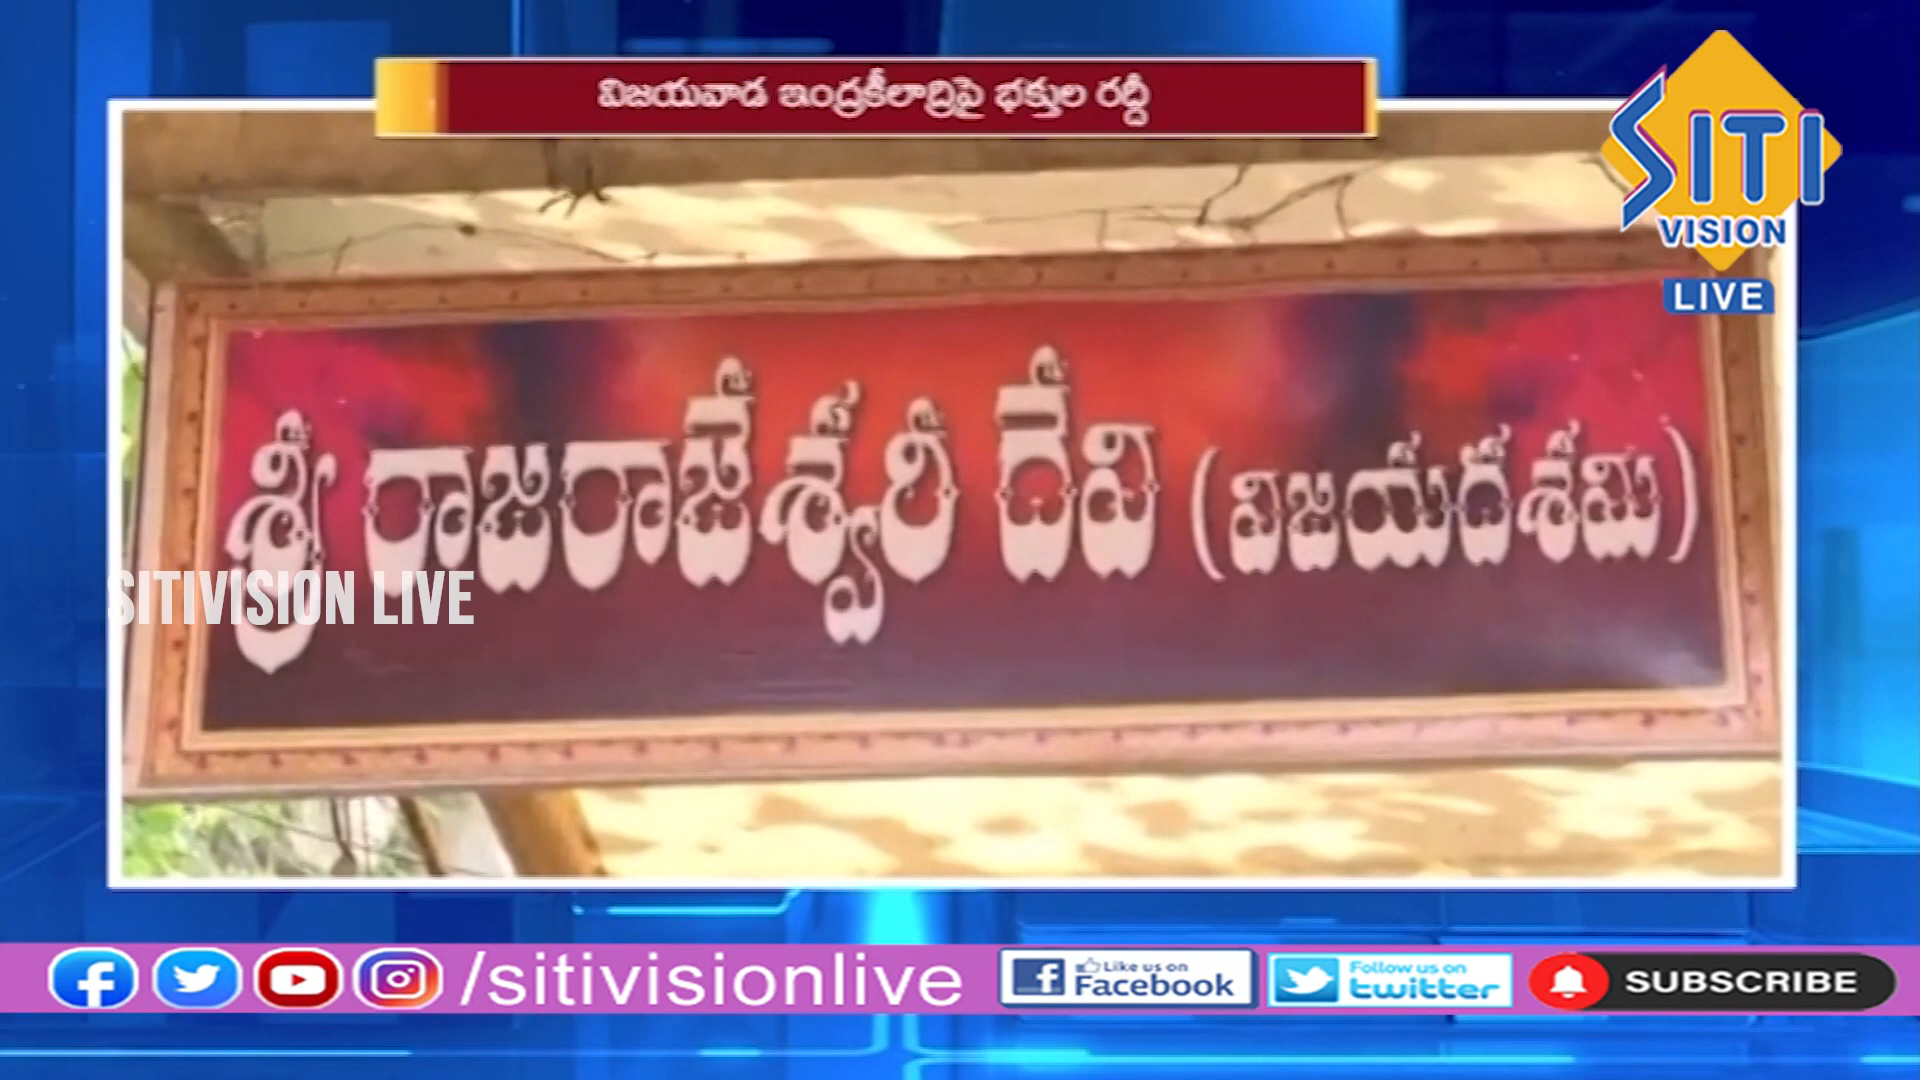 విజయవాడ ఇంద్రకీలాద్రిపై భక్తుల రద్దీ
SITI
VISION
LIVE
శ్రీ రాజరాజేశ్వరీ దేవి (విజయదశమి)
SITIVISION LIVE
/sitivisionlive
Like us on
Facebook
Follow us on
twitter
SUBSCRIBE